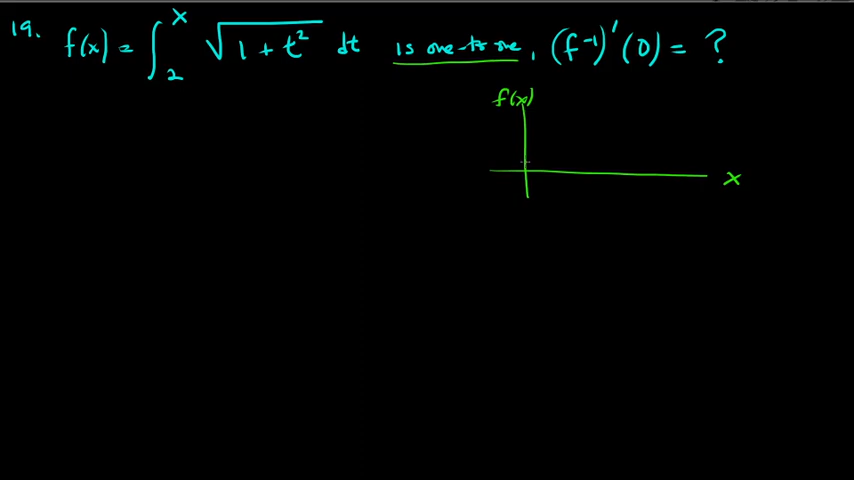 19. f(x) = ∫₂ˣ √(1 + t²) dt is one-to one, (f⁻¹)'(0) = ?
f(x)
x